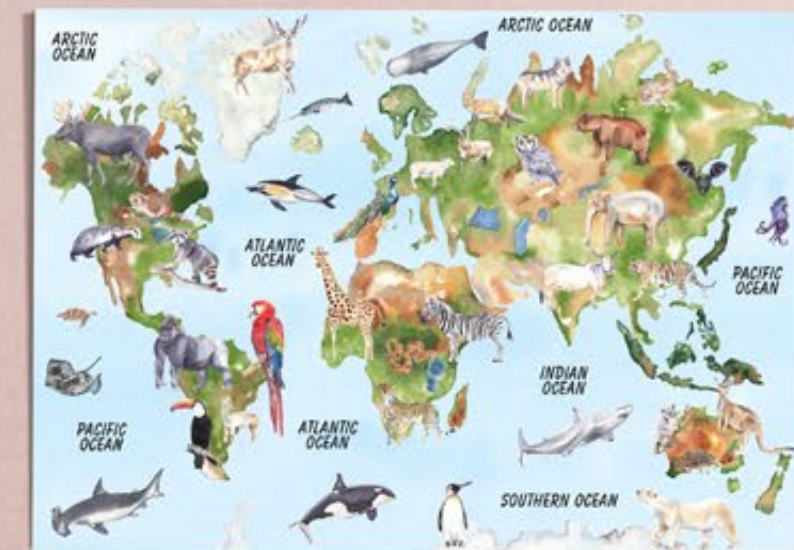 ARCTIC
OCEAN
ARCTIC OCEAN
ATLANTIC
OCEAN
PACIFIC
OCEAN
INDIAN
OCEAN
PACIFIC
OCEAN
ATLANTIC
OCEAN
SOUTHERN OCEAN